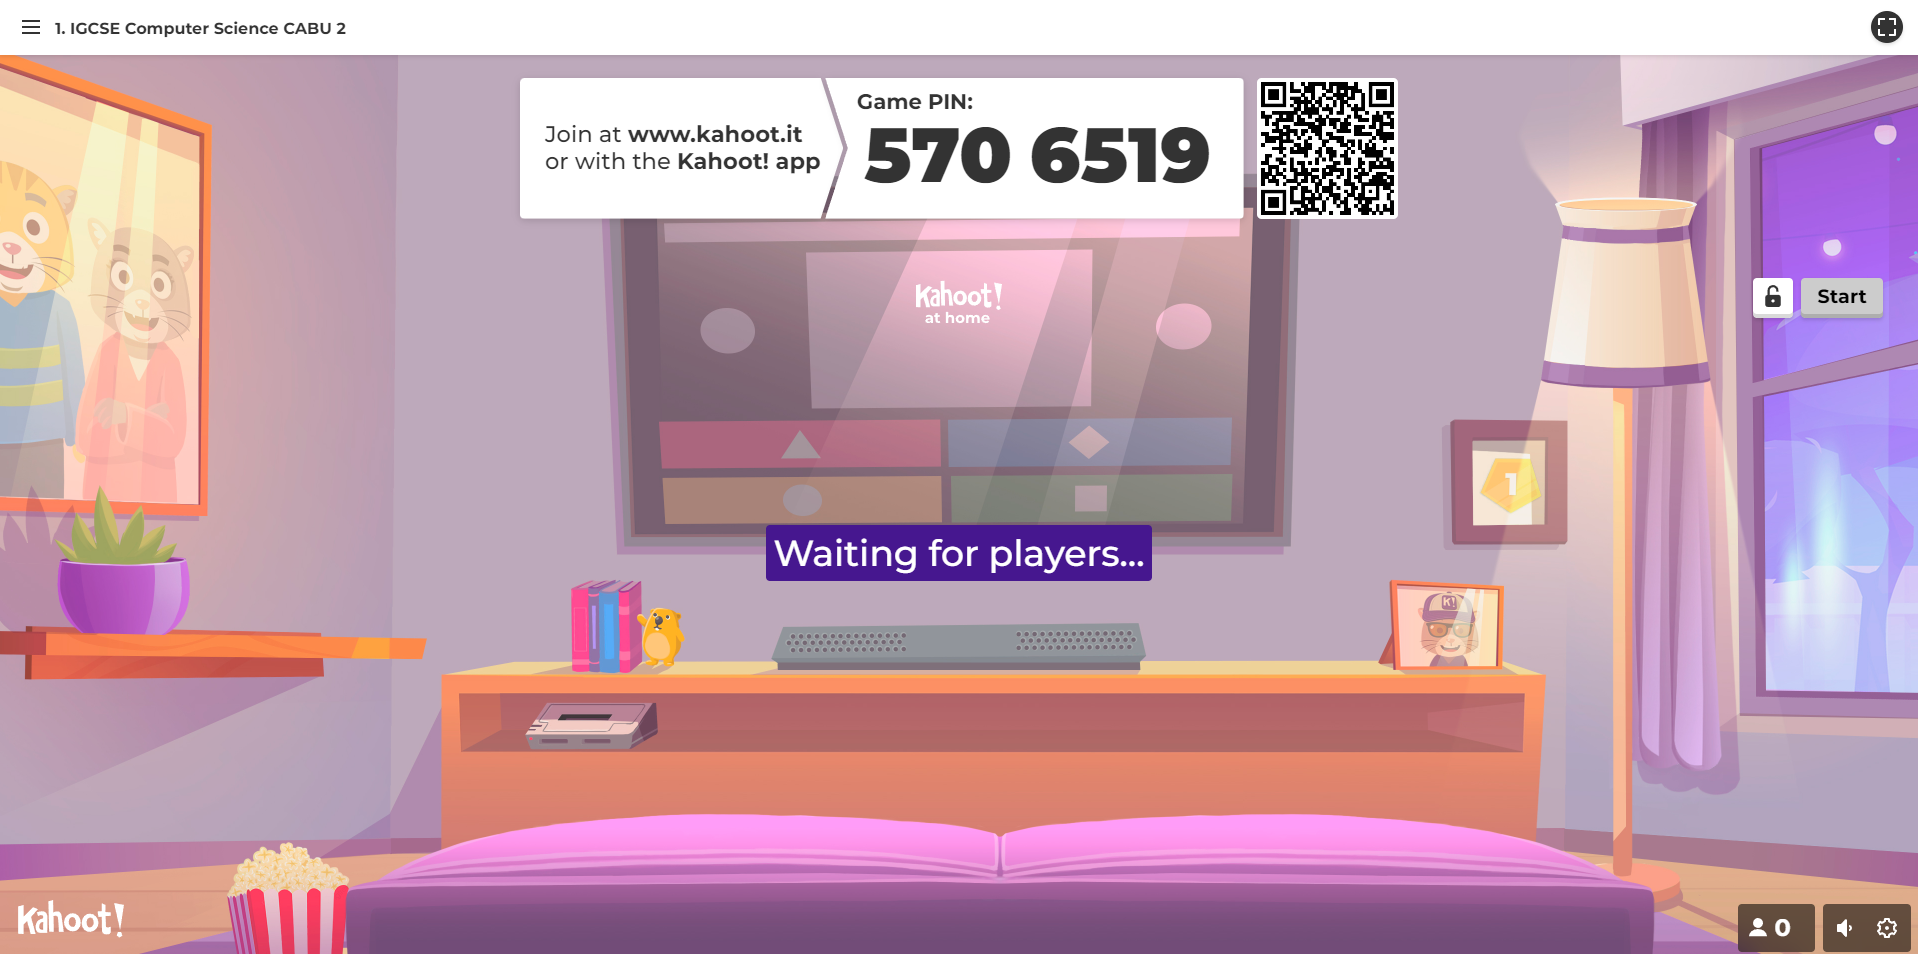 1. IGCSE Computer Science CABU 2
Join at www.kahoot.it
or with the Kahoot! app
Game PIN:
570 6519
Kahoot!
at home
Start
1
Waiting for players...
K!
Kahoot!
0